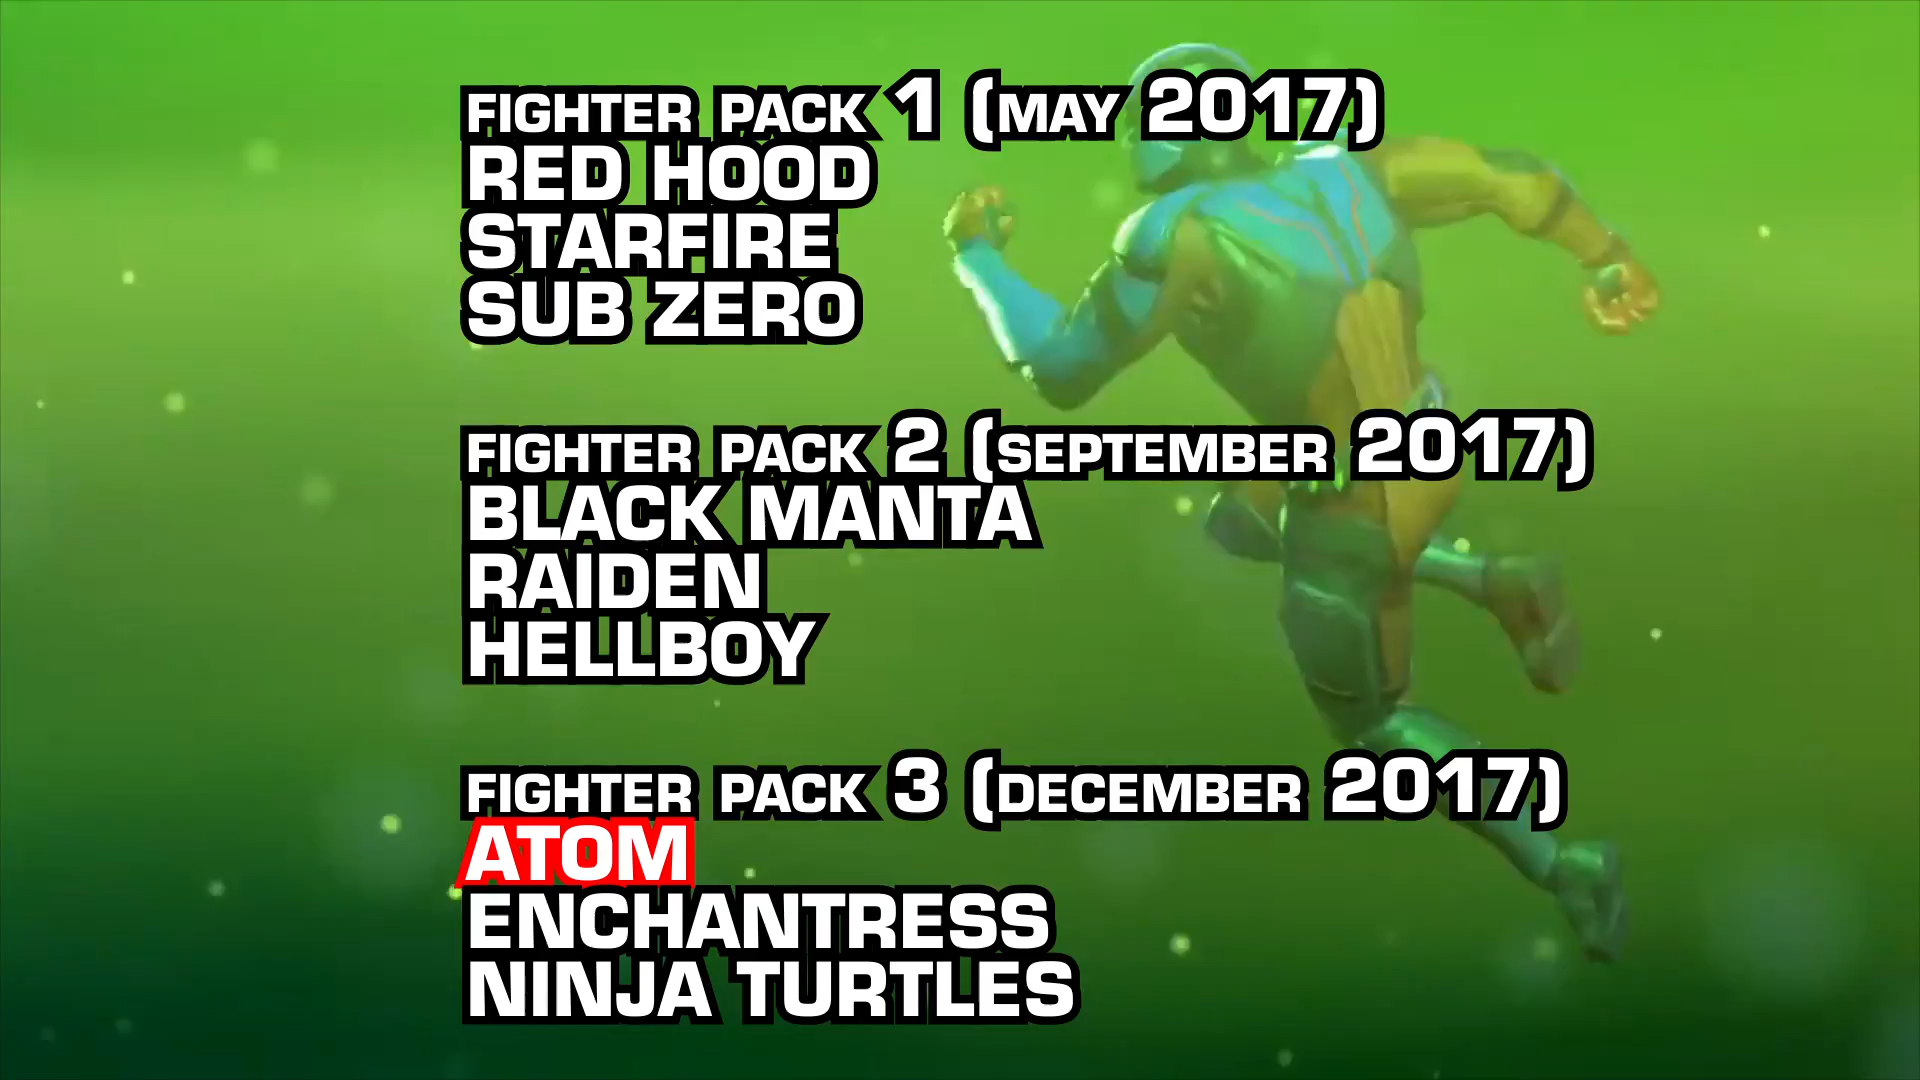 FIGHTER PACK 1 (MAY 2017)
RED HOOD
STARFIRE
SUB ZERO
FIGHTER PACK 2 (SEPTEMBER 2017)
BLACK MANTA
RAIDEN
HELLBOY
FIGHTER PACK 3 (DECEMBER 2017)
ATOM
ENCHANTRESS
NINJA TURTLES